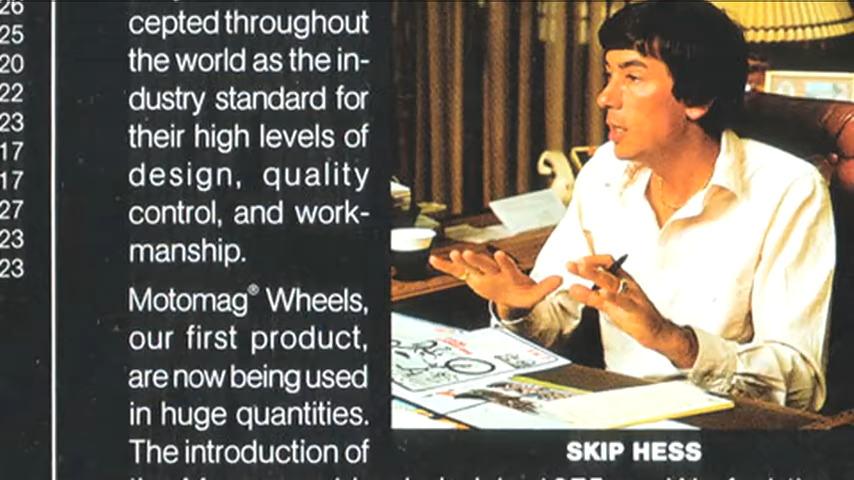 26
25
20
22
23
17
17
27
23
23
cepted throughout
the world as the in-
dustry standard for
their high levels of
design, quality
control, and work-
manship.
Motomag® Wheels,
our first product,
are now being used
in huge quantities.
The introduction of
SKIP HESS